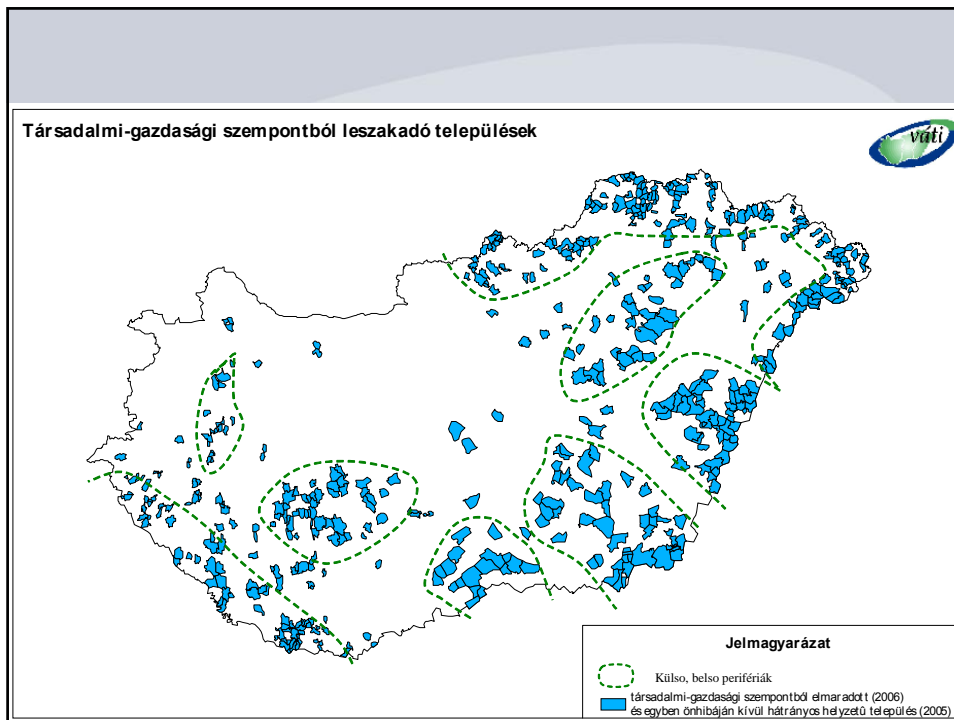 Társadalmi-gazdasági szempontból leszakadó települések
váti
Jelmagyarázat
Külso, belso perifériák
társadalmi-gazdasági szempontból elmaradott (2006)
és egyben önhibáján kívül hátrányos helyzetû település (2005)